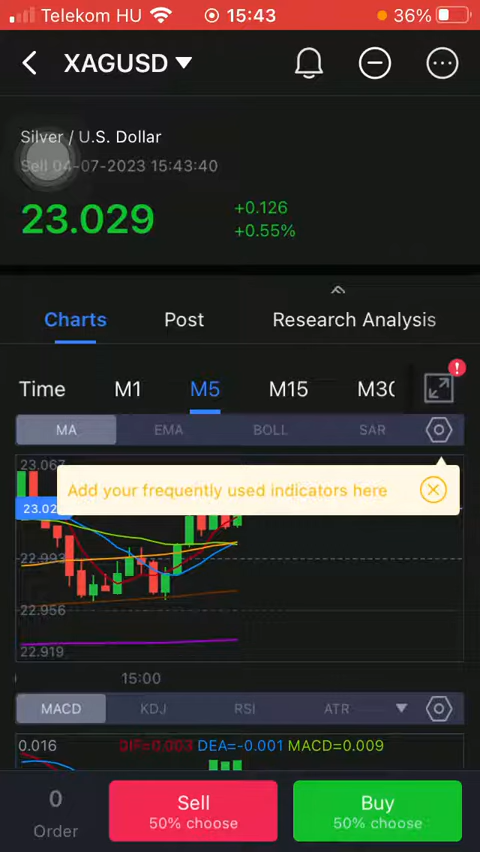 Telekom HU 15:43 36%
XAGUSD
Silver / U.S. Dollar
Sell 04-07-2023 15:43:40
23.029 +0.126
+0.55%
Charts Post Research Analysis
Time M1 M5 M15 M30
MA EMA BOLL SAR
23.067
Add your frequently used indicators here
23.02
22.993
22.956
22.919
15:00
MACD KDJ RSI ATR
0.016 DIF=0.003 DEA=-0.001 MACD=0.009
0 Sell Buy
Order 50% choose 50% choose